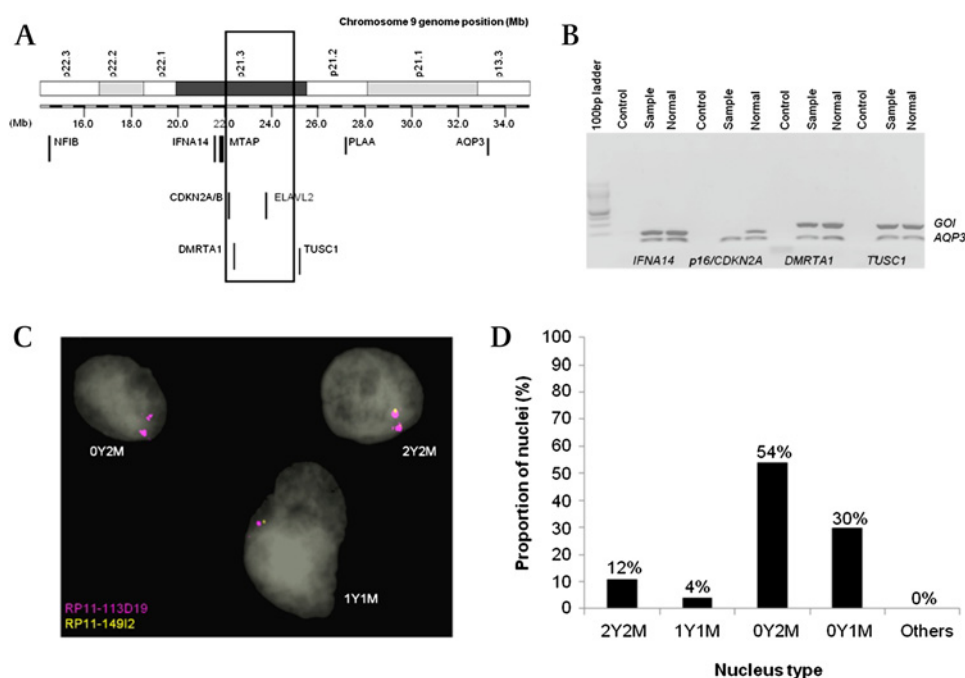 A
Chromosome 9 genome position (Mb)
p22.3
p22.2
p22.1
p21.3
p21.2
p21.1
p13.3
(Mb) 16.0 18.0 20.0 22.0 24.0 26.0 28.0 30.0 32.0 34.0
NFIB IFNA14 MTAP PLAA AQP3
CDKN2A/B ELAVL2
DMRTA1 TUSC1
B
100bp ladder
Control
Sample
Normal
Control
Sample
Normal
Control
Sample
Normal
Control
Sample
Normal
GOI
AQP3
IFNA14 p16/CDKN2A DMRTA1 TUSC1
C
0Y2M
2Y2M
1Y1M
RP11-113D19
RP11-149I2
D
Proportion of nuclei (%)
100
90
80
70
60
50
40
30
20
10
0
12%
4%
54%
30%
0%
2Y2M 1Y1M 0Y2M 0Y1M Others
Nucleus type